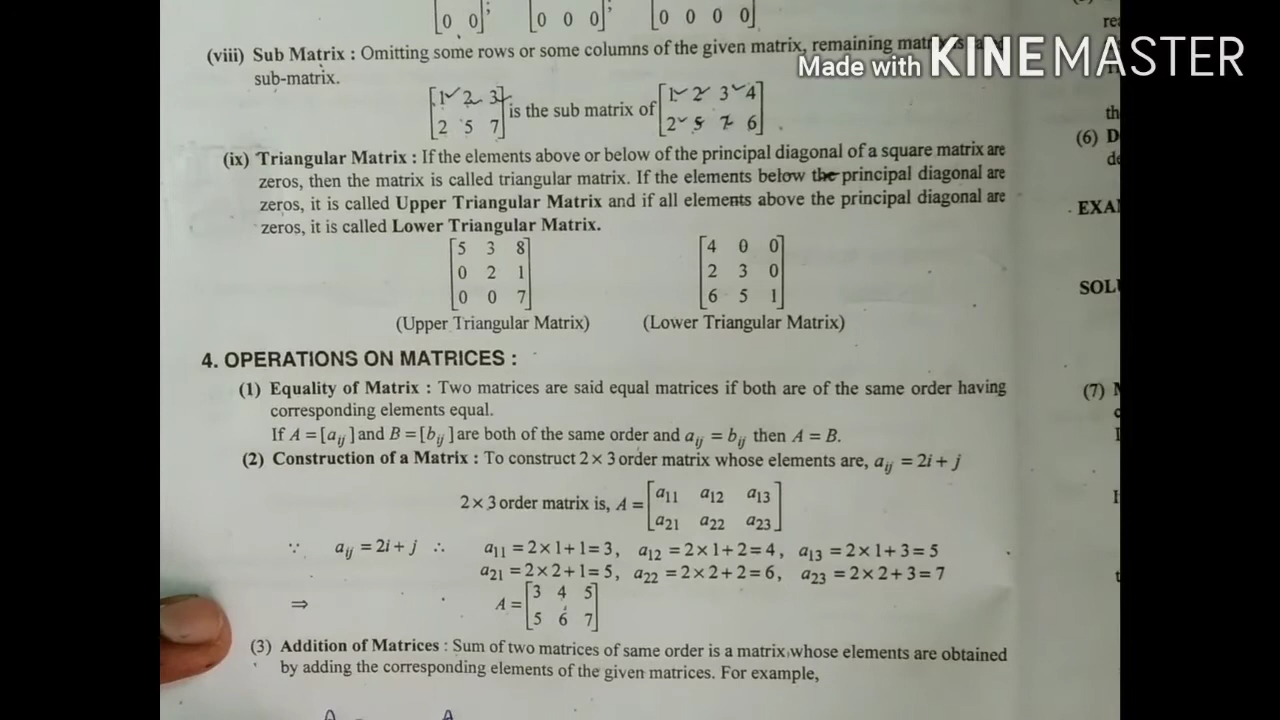 [0 0]; [0 0 0]; [0 0 0 0]
(viii) Sub Matrix : Omitting some rows or some columns of the given matrix, remaining
sub-matrix.
[1 2 3
2 5 7] is the sub matrix of [1 2 3 4
2 5 7 6] .
(ix) Triangular Matrix : If the elements above or below of the principal diagonal of a square matrix are
zeros, then the matrix is called triangular matrix. If the elements below the principal diagonal are
zeros, it is called Upper Triangular Matrix and if all elements above the principal diagonal are
zeros, it is called Lower Triangular Matrix.
[5 3 8 [4 0 0
0 2 1 2 3 0
0 0 7] 6 5 1]
(Upper Triangular Matrix) (Lower Triangular Matrix)
4. OPERATIONS ON MATRICES :
(1) Equality of Matrix : Two matrices are said equal matrices if both are of the same order having
corresponding elements equal.
If A = [aij] and B = [bij] are both of the same order and aij = bij then A = B.
(2) Construction of a Matrix : To construct 2 × 3 order matrix whose elements are, aij = 2i + j
2 × 3 order matrix is, A = [a11 a12 a13
a21 a22 a23]
∵ aij = 2i + j ∴ a11 = 2×1+1=3, a12 = 2×1+2=4, a13 = 2×1+3=5
a21 = 2×2+1=5, a22 = 2×2+2=6, a23 = 2×2+3=7
⇒ A = [3 4 5
5 6 7]
(3) Addition of Matrices : Sum of two matrices of same order is a matrix whose elements are obtained
by adding the corresponding elements of the given matrices. For example,
Made with KINEMASTER
th
(6) D
EXA
SOL
(7)